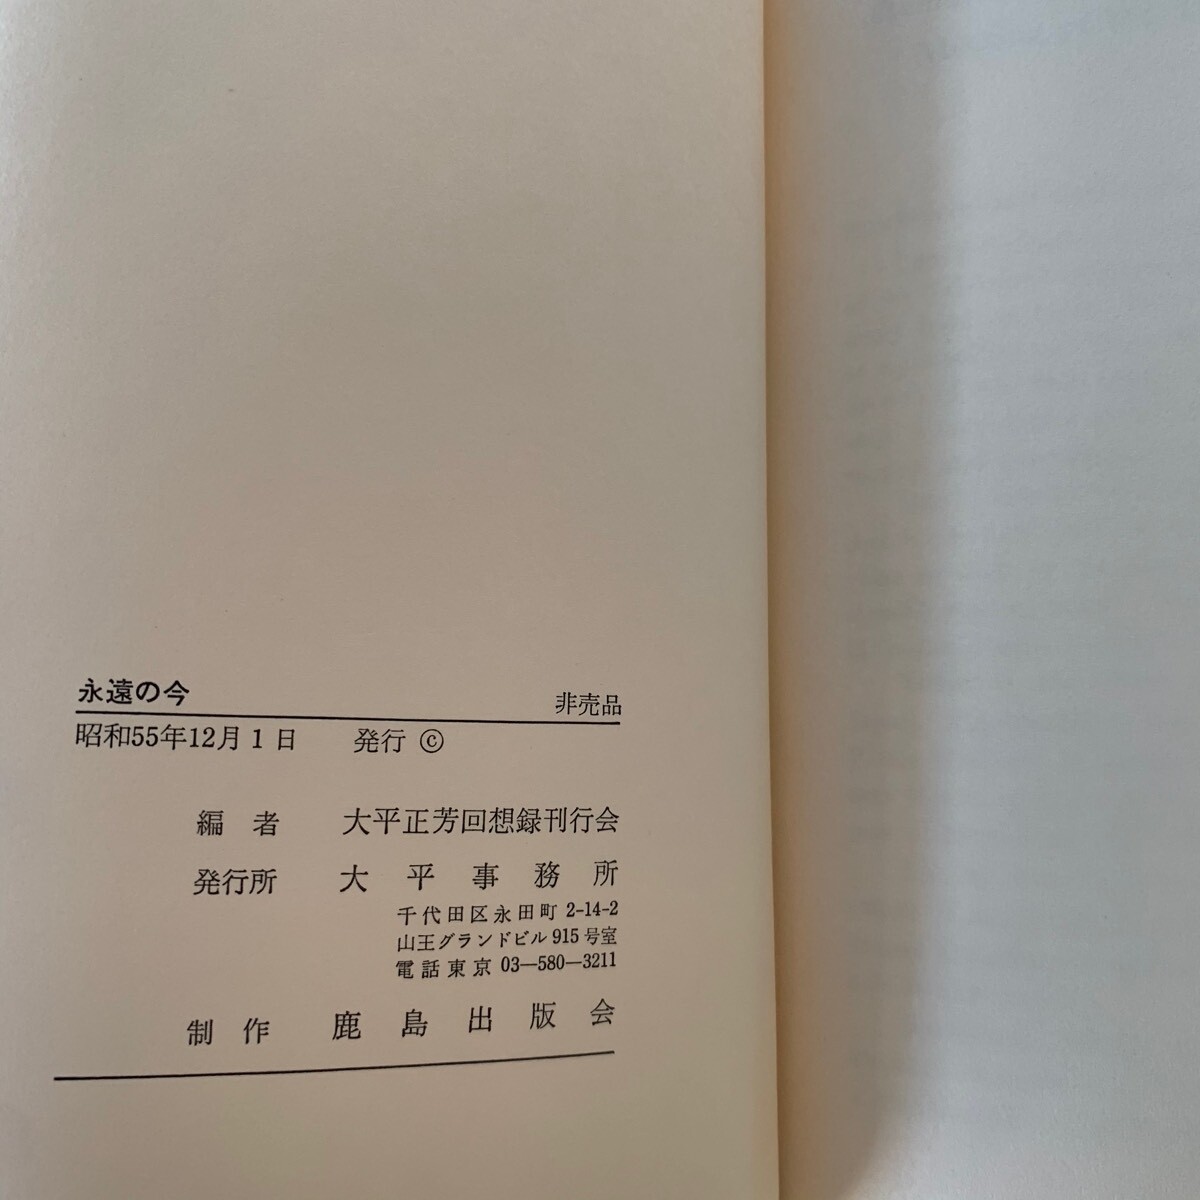 永遠の今 非売品
昭和55年12月1日 発行 ©
編者 大平正芳回想録刊行会
発行所 大平事務所
千代田区永田町 2-14-2
山王グランドビル 915 号室
電話東京 03―580―3211
制作 鹿島出版会